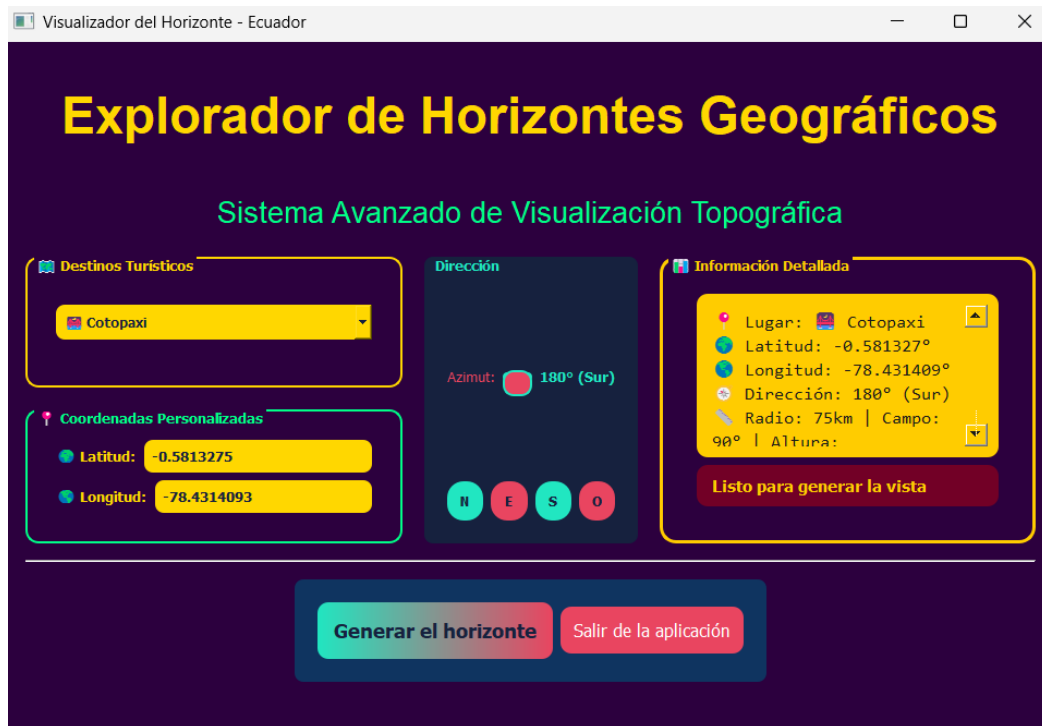 Visualizador del Horizonte - Ecuador
Explorador de Horizontes Geográficos
Sistema Avanzado de Visualización Topográfica
Destinos Turísticos
Cotopaxi
Coordenadas Personalizadas
Latitud: -0.5813275
Longitud: -78.4314093
Dirección
Azimut: 180° (Sur)
N E S O
Información Detallada
Lugar: Cotopaxi
Latitud: -0.581327°
Longitud: -78.431409°
Dirección: 180° (Sur)
Radio: 75km | Campo:
90° | Altura:
Listo para generar la vista
Generar el horizonte
Salir de la aplicación